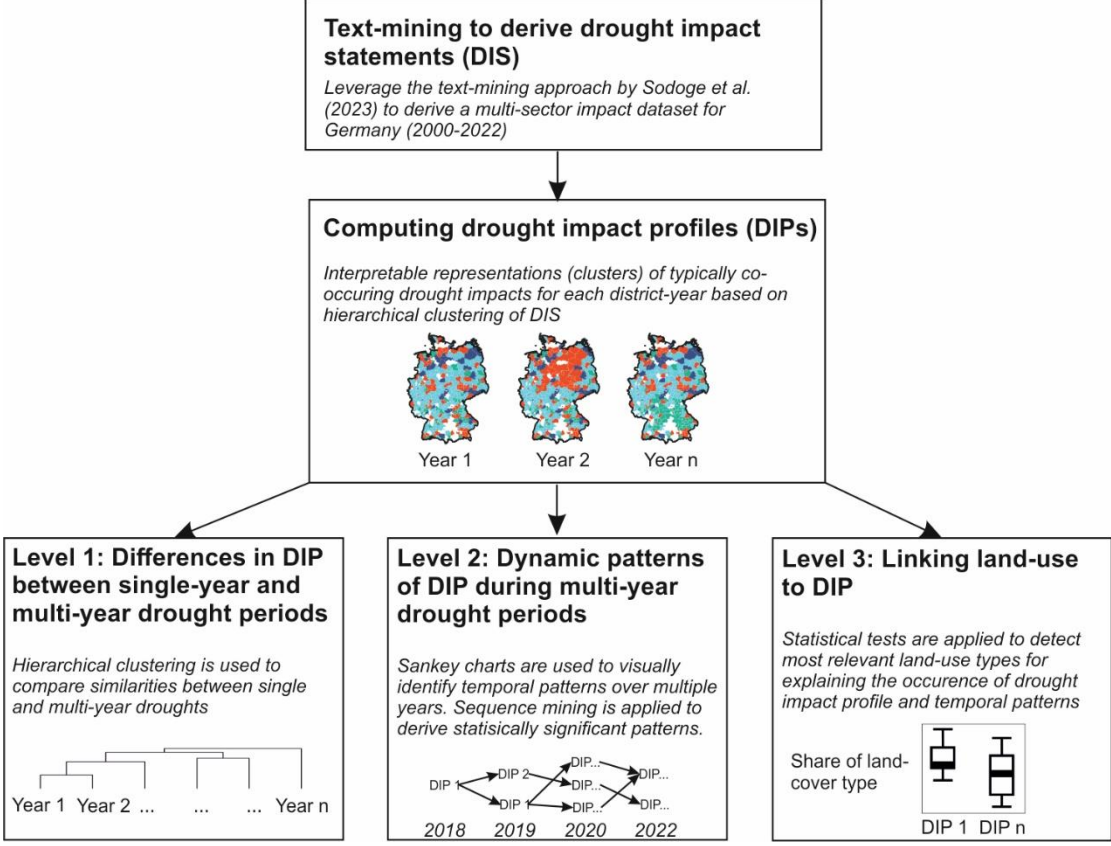 Text-mining to derive drought impact
statements (DIS)
Leverage the text-mining approach by Sodoge et al.
(2023) to derive a multi-sector impact dataset for
Germany (2000-2022)
Computing drought impact profiles (DIPs)
Interpretable representations (clusters) of typically co-
occuring drought impacts for each district-year based on
hierarchical clustering of DIS
Year 1 Year 2 Year n
Level 1: Differences in DIP
between single-year and
multi-year drought periods
Hierarchical clustering is used to
compare similarities between single
and multi-year droughts
Year 1 Year 2 ... ... ... Year n
Level 2: Dynamic patterns
of DIP during multi-year
drought periods
Sankey charts are used to visually
identify temporal patterns over multiple
years. Sequence mining is applied to
derive statisically significant patterns.
DIP 1 DIP 2 DIP... DIP...
DIP...
DIP 1 DIP... DIP...
2018 2019 2020 2022
Level 3: Linking land-use
to DIP
Statistical tests are applied to detect
most relevant land-use types for
explaining the occurence of drought
impact profile and temporal patterns
Share of land-
cover type
DIP 1 DIP n